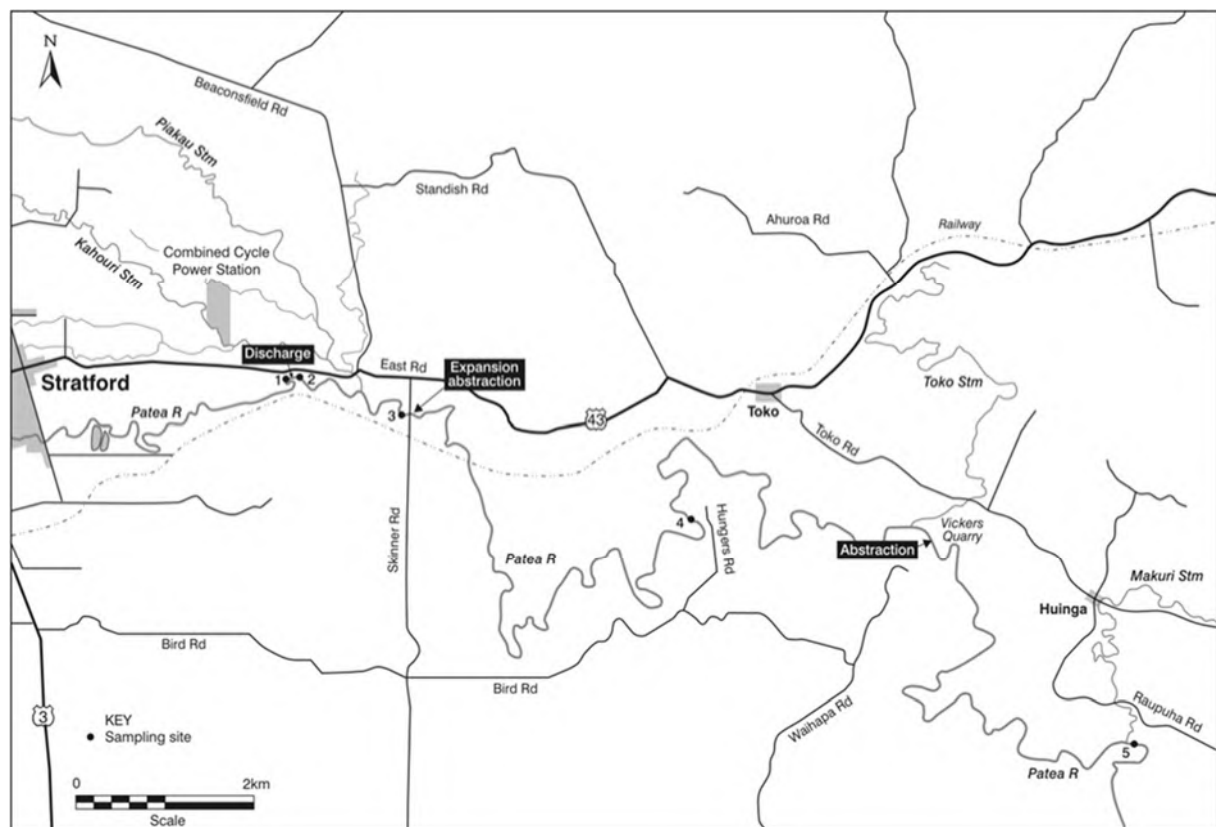 N
Beaconsfield Rd
Piakau Stm
Standish Rd
Ahuroa Rd
Railway
Kahouri Stm
Combined Cycle
Power Station
Discharge
1
2
East Rd
Expansion
abstraction
Stratford
Patea R
3
43
Toko
Toko Stm
Toko Rd
Skinner Rd
4
Hungers Rd
Patea R
Vickers
Quarry
Abstraction
Makuri Stm
Huinga
Bird Rd
Bird Rd
Waihapa Rd
Raupuha Rd
3
KEY
Sampling site
5
Patea R
0
2km
Scale